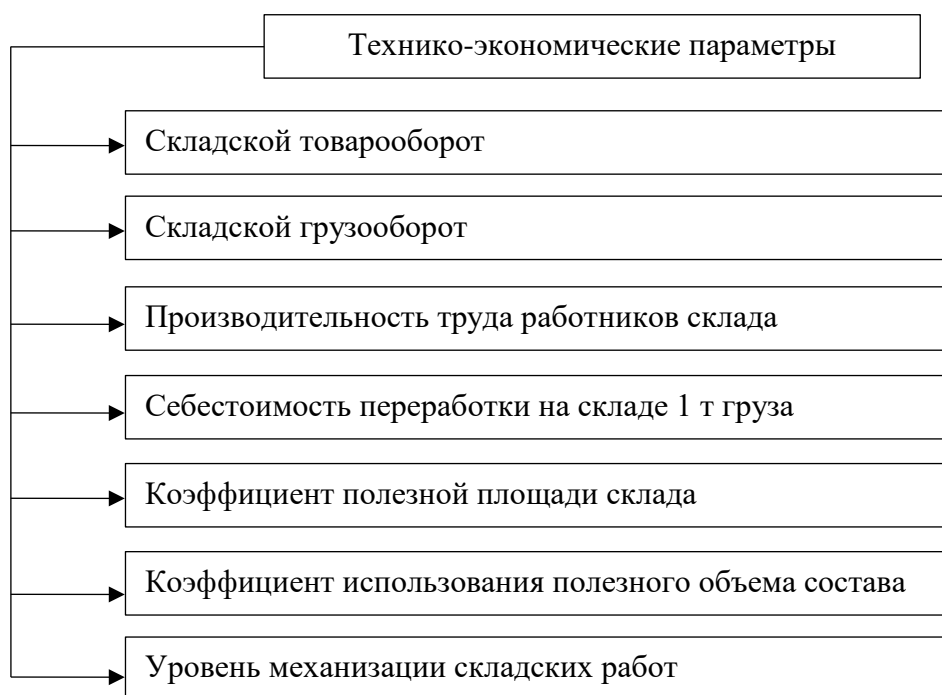 Технико-экономические параметры
Складской товарооборот
Складской грузооборот
Производительность труда работников склада
Себестоимость переработки на складе 1 т груза
Коэффициент полезной площади склада
Коэффициент использования полезного объема состава
Уровень механизации складских работ